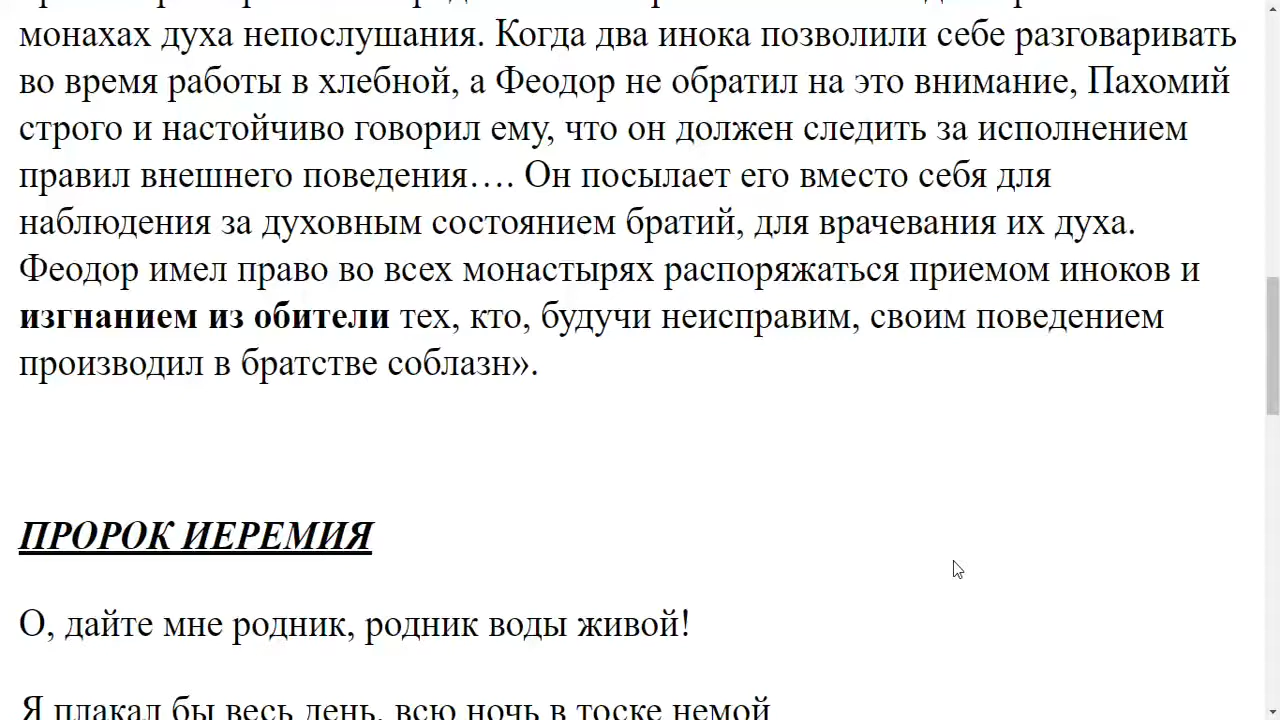 монахах духа непослушания. Когда два инока позволили себе разговаривать
во время работы в хлебной, а Феодор не обратил на это внимание, Пахомий
строго и настойчиво говорил ему, что он должен следить за исполнением
правил внешнего поведения…. Он посылает его вместо себя для
наблюдения за духовным состоянием братий, для врачевания их духа.
Феодор имел право во всех монастырях распоряжаться приемом иноков и
изгнанием из обители тех, кто, будучи неисправим, своим поведением
производил в братстве соблазн».
ПРОРОК ИЕРЕМИЯ
О, дайте мне родник, родник воды живой!
Я плакал бы весь день, всю ночь в тоске немой